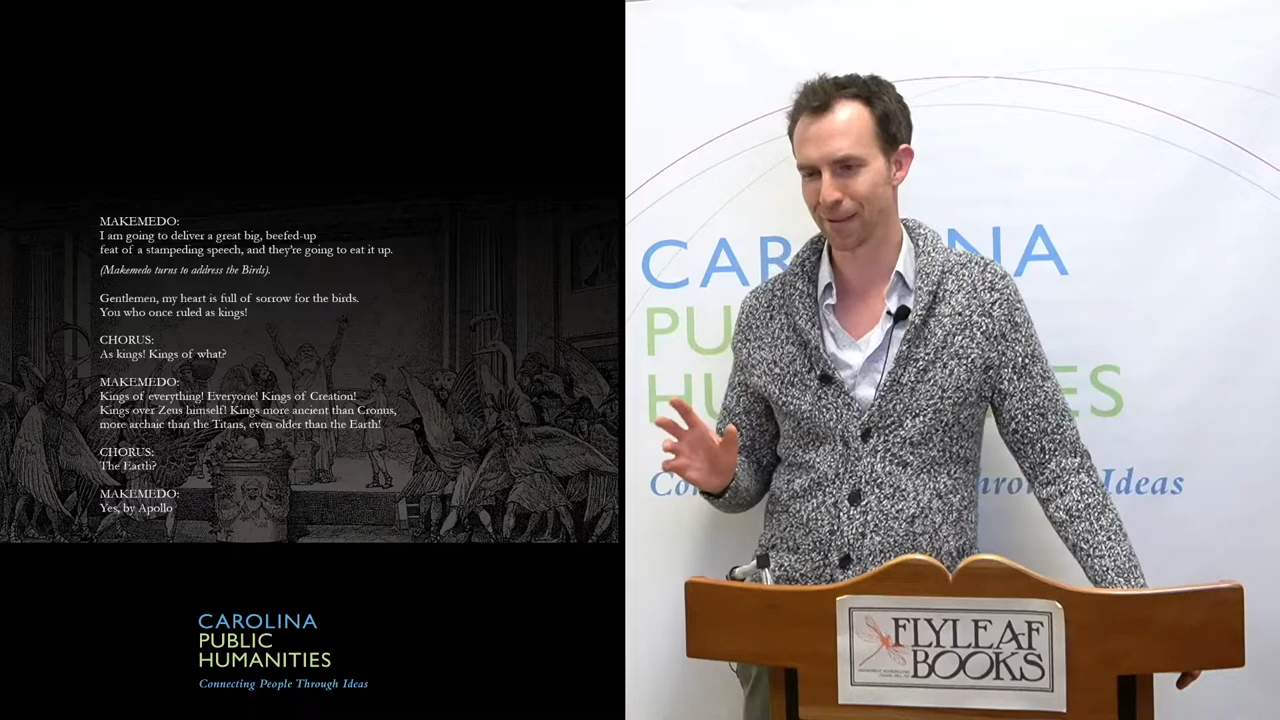 MAKEMEDO:
I am going to deliver a great big, beefed-up
feat of a stampeding speech, and they're going to eat it up.
(Makemedo turns to address the Birds).
Gentlemen, my heart is full of sorrow for the birds.
You who once ruled as kings!
CHORUS:
As kings! Kings of what?
MAKEMEDO:
Kings of everything! Everyone! Kings of Creation!
Kings over Zeus himself! Kings more ancient than Cronus,
more archaic than the Titans, even older than the Earth!
CHORUS:
The Earth?
MAKEMEDO:
Yes, by Apollo
CAROLINA
PUBLIC
HUMANITIES
Connecting People Through Ideas
CAR NA
PU
HU ES
Co hro Ideas
FLYLEAF
BOOKS